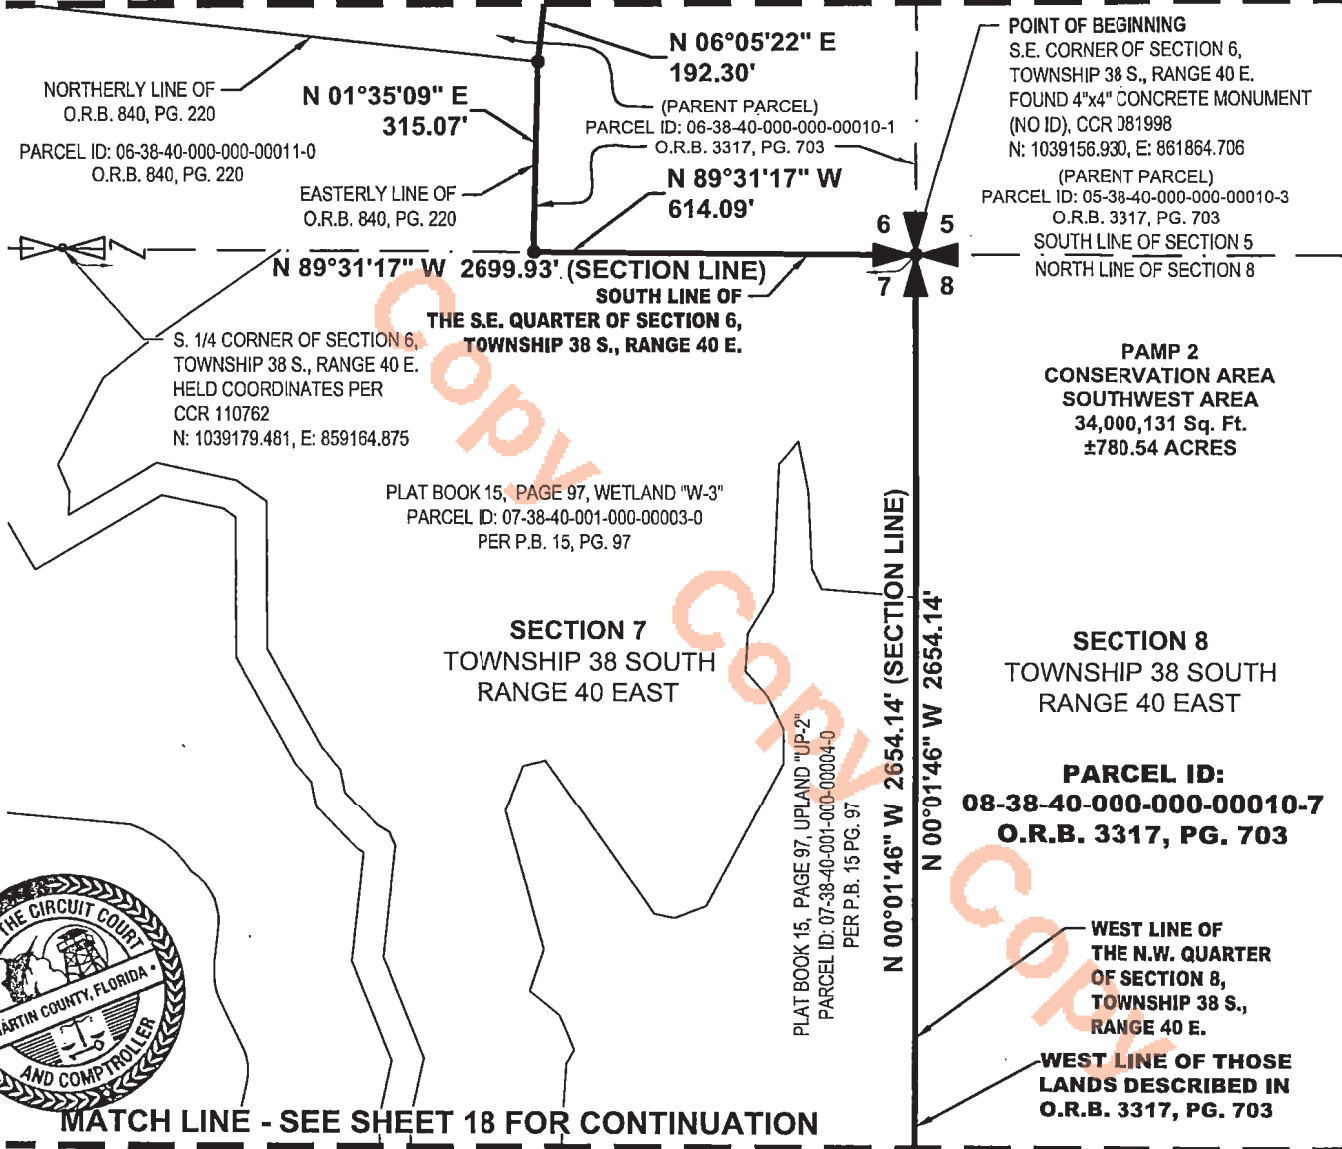 N 06°05'22" E
192.30'
POINT OF BEGINNING
S.E. CORNER OF SECTION 6,
TOWNSHIP 38 S., RANGE 40 E.
FOUND 4"x4" CONCRETE MONUMENT
(NO ID), CCR 081998
N: 1039156.930, E: 861864.706
NORTHERLY LINE OF
O.R.B. 840, PG. 220
N 01°35'09" E
315.07'
(PARENT PARCEL)
PARCEL ID: 06-38-40-000-000-00010-1
O.R.B. 3317, PG. 703
PARCEL ID: 06-38-40-000-000-00011-0
O.R.B. 840, PG. 220
EASTERLY LINE OF
O.R.B. 840, PG. 220
N 89°31'17" W
614.09'
(PARENT PARCEL)
PARCEL ID: 05-38-40-000-000-00010-3
O.R.B. 3317, PG. 703
SOUTH LINE OF SECTION 5
NORTH LINE OF SECTION 8
6
5
7
8
N 89°31'17" W 2699.93' (SECTION LINE)
SOUTH LINE OF
THE S.E. QUARTER OF SECTION 6,
TOWNSHIP 38 S., RANGE 40 E.
S. 1/4 CORNER OF SECTION 6,
TOWNSHIP 38 S., RANGE 40 E.
HELD COORDINATES PER
CCR 110762
N: 1039179.481, E: 859164.875
PAMP 2
CONSERVATION AREA
SOUTHWEST AREA
34,000,131 Sq. Ft.
±780.54 ACRES
PLAT BOOK 15, PAGE 97, WETLAND "W-3"
PARCEL ID: 07-38-40-001-000-00003-0
PER P.B. 15, PG. 97
SECTION 7
TOWNSHIP 38 SOUTH
RANGE 40 EAST
SECTION 8
TOWNSHIP 38 SOUTH
RANGE 40 EAST
PLAT BOOK 15, PAGE 97, UPLAND "UP-2"
PARCEL ID: 07-38-40-001-000-00004-0
PER P.B. 15 PG. 97
N 00°01'46" W 2654.14' (SECTION LINE)
N 00°01'46" W 2654.14'
PARCEL ID:
08-38-40-000-000-00010-7
O.R.B. 3317, PG. 703
WEST LINE OF
THE N.W. QUARTER
OF SECTION 8,
TOWNSHIP 38 S.,
RANGE 40 E.
WEST LINE OF THOSE
LANDS DESCRIBED IN
O.R.B. 3317, PG. 703
THE CIRCUIT COURT
MARTIN COUNTY, FLORIDA
AND COMPTROLLER
MATCH LINE - SEE SHEET 18 FOR CONTINUATION
Copy
Copy
Copy